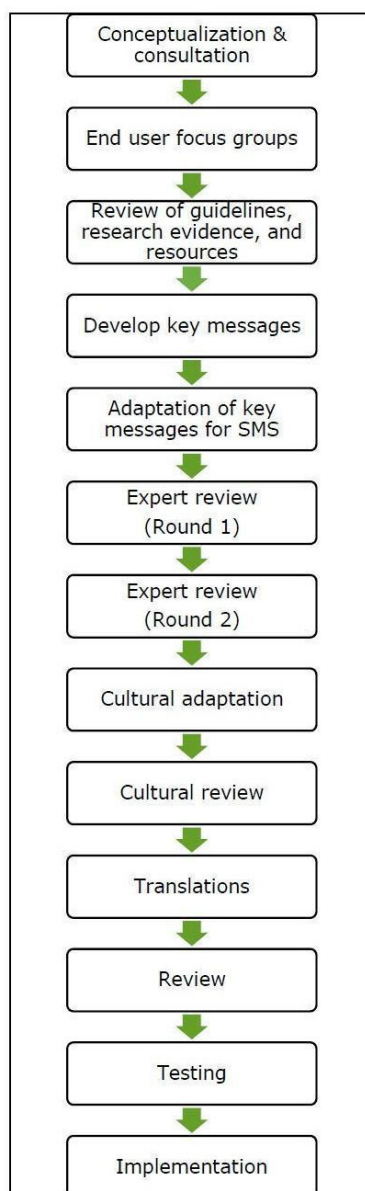 Conceptualization &
consultation
End user focus groups
Review of guidelines,
research evidence, and
resources
Develop key messages
Adaptation of key
messages for SMS
Expert review
(Round 1)
Expert review
(Round 2)
Cultural adaptation
Cultural review
Translations
Review
Testing
Implementation